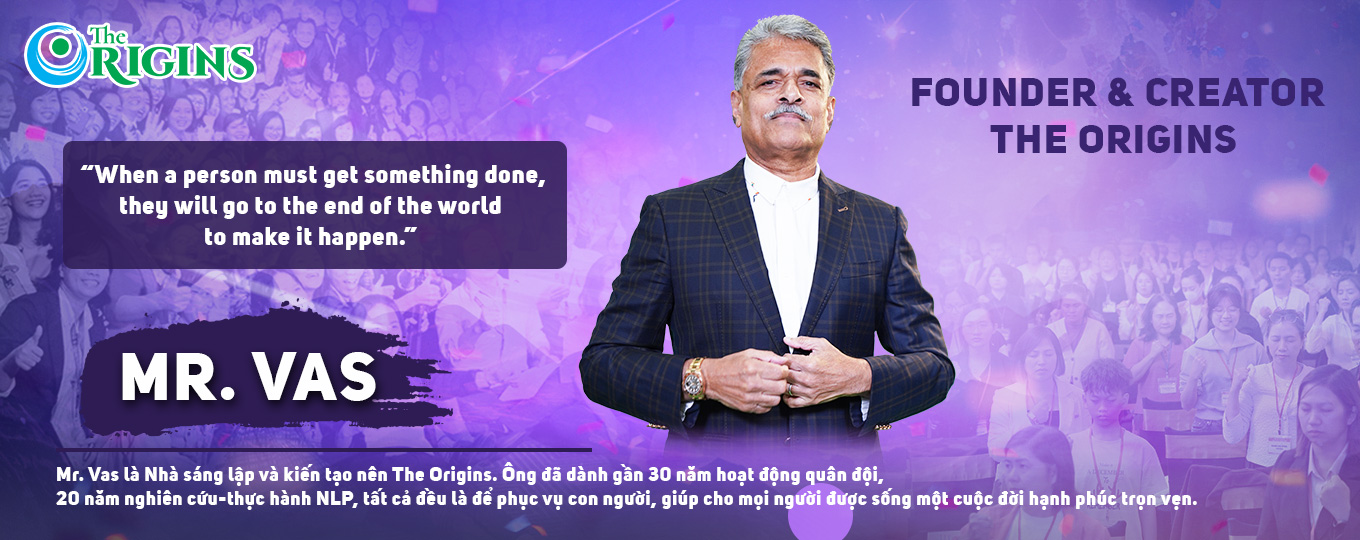 The
ORIGINS
FOUNDER & CREATOR
THE ORIGINS
“When a person must get something done,
they will go to the end of the world
to make it happen.”
MR. VAS
Mr. Vas là Nhà sáng lập và kiến tạo nên The Origins. Ông đã dành gần 30 năm hoạt động quân đội,
20 năm nghiên cứu-thực hành NLP, tất cả đều là để phục vụ con người, giúp cho mọi người được sống một cuộc đời hạnh phúc trọn vẹn.